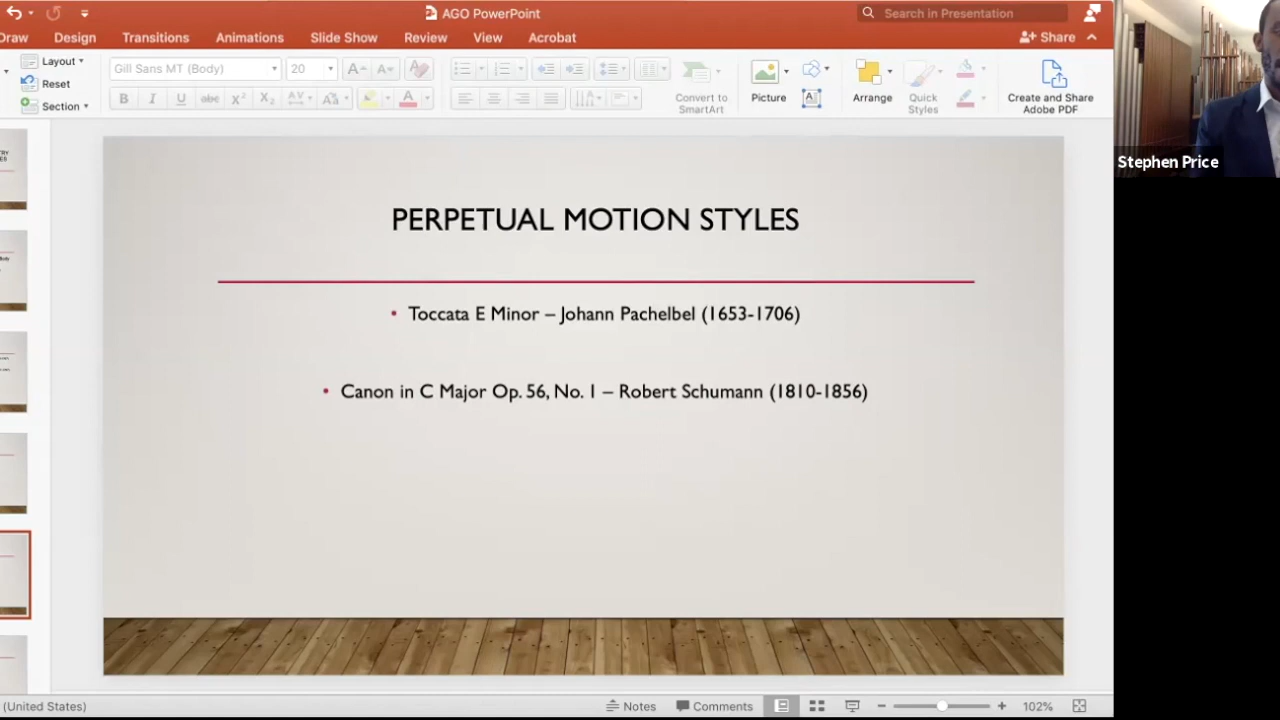 AGO PowerPoint
Search in Presentation
Draw Design Transitions Animations Slide Show Review View Acrobat
Share
Layout
Reset
Section
Gill Sans MT (Body) 20
Convert to SmartArt
Picture
Arrange
Quick Styles
Create and Share Adobe PDF
Stephen Price
PERPETUAL MOTION STYLES
• Toccata E Minor – Johann Pachelbel (1653-1706)
• Canon in C Major Op. 56, No. 1 – Robert Schumann (1810-1856)
(United States)
Notes Comments 102%